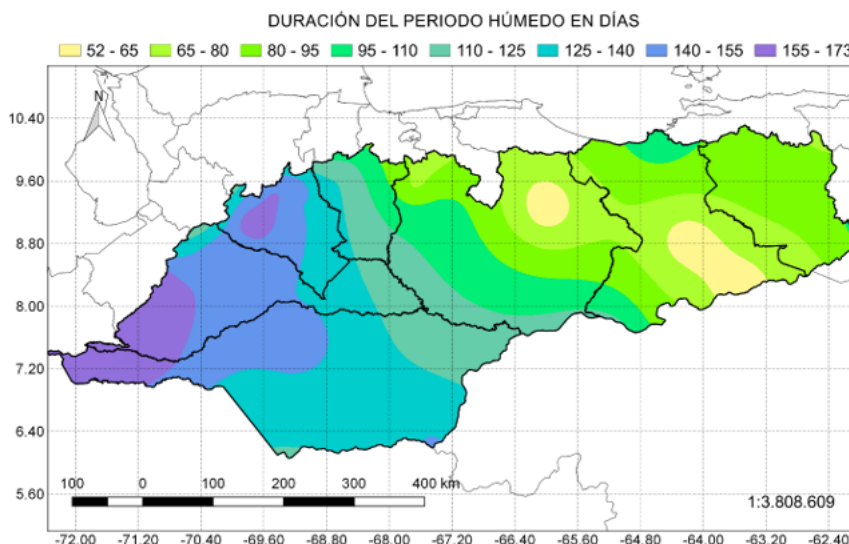 DURACIÓN DEL PERIODO HÚMEDO EN DÍAS
52 - 65 65 - 80 80 - 95 95 - 110 110 - 125 125 - 140 140 - 155 155 - 173
N
10.40
9.60
8.80
8.00
7.20
6.40
5.60
100 0 100 200 300 400 km
1:3.808.609
-72.00 -71.20 -70.40 -69.60 -68.80 -68.00 -67.20 -66.40 -65.60 -64.80 -64.00 -63.20 -62.40